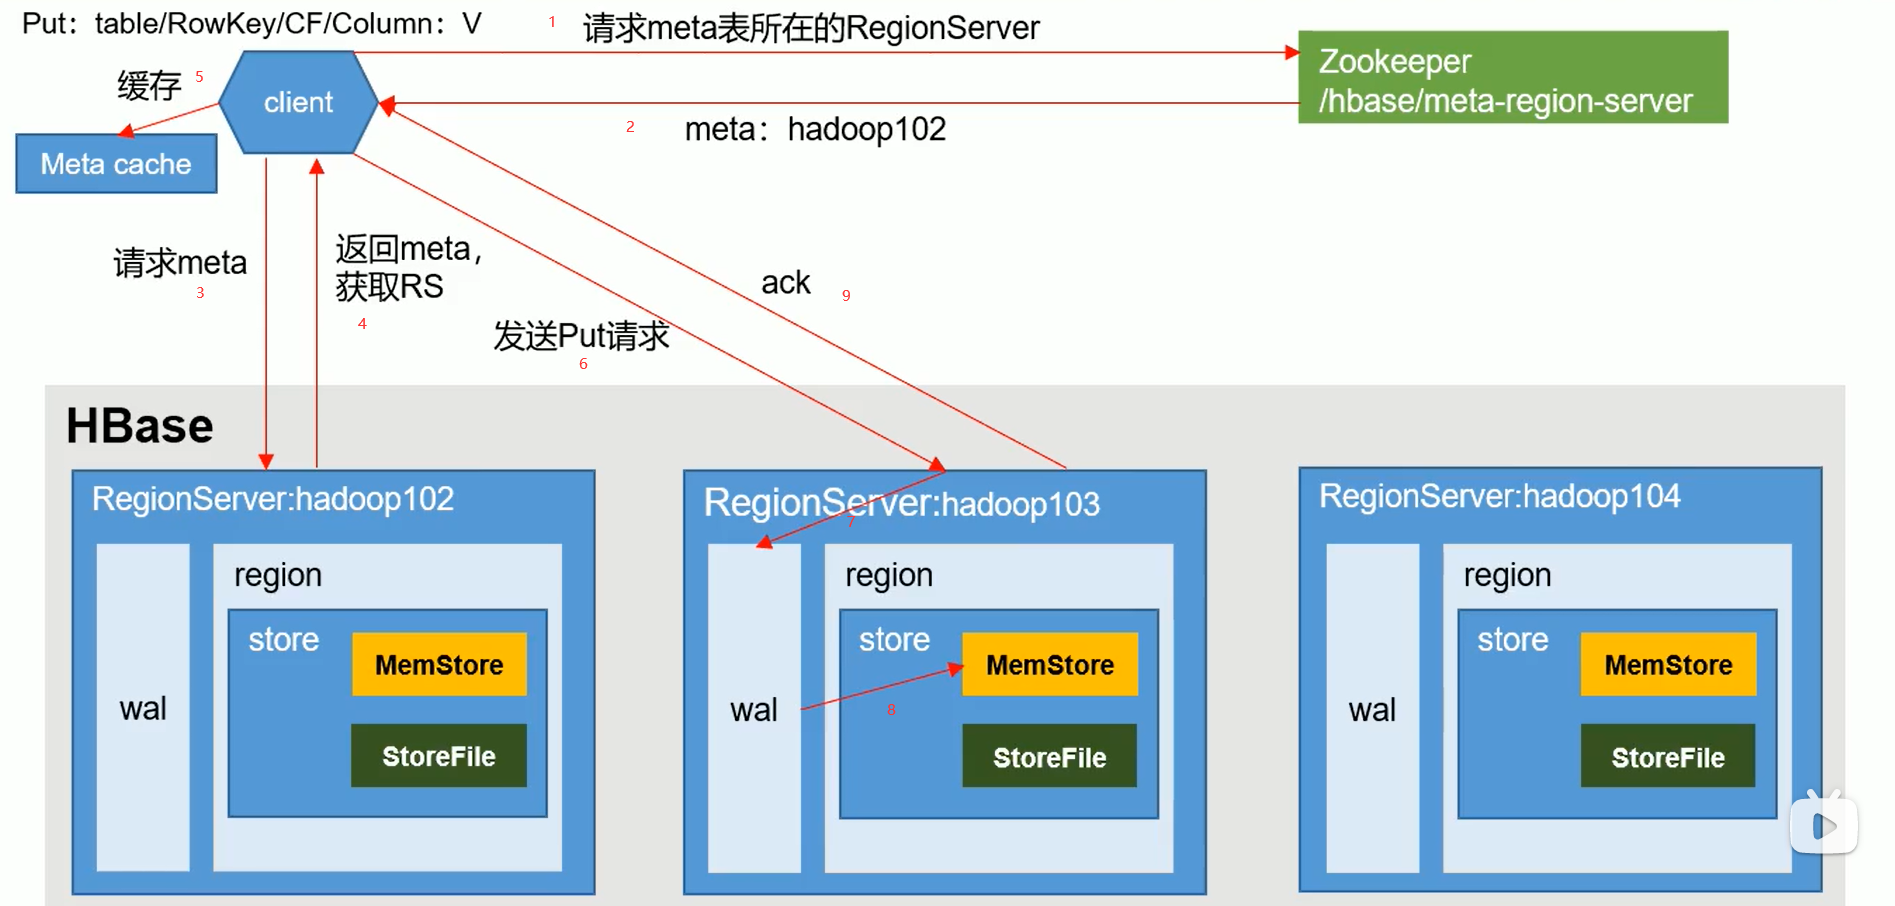 Put：table/RowKey/CF/Column：V
1
请求meta表所在的RegionServer
Zookeeper
/hbase/meta-region-server
缓存
5
client
2
meta：hadoop102
Meta cache
请求meta
3
返回meta，
获取RS
4
ack
9
发送Put请求
6
HBase
RegionServer:hadoop102
wal
region
store
MemStore
StoreFile
RegionServer:hadoop103
7
wal
region
store
MemStore
8
StoreFile
RegionServer:hadoop104
wal
region
store
MemStore
StoreFile